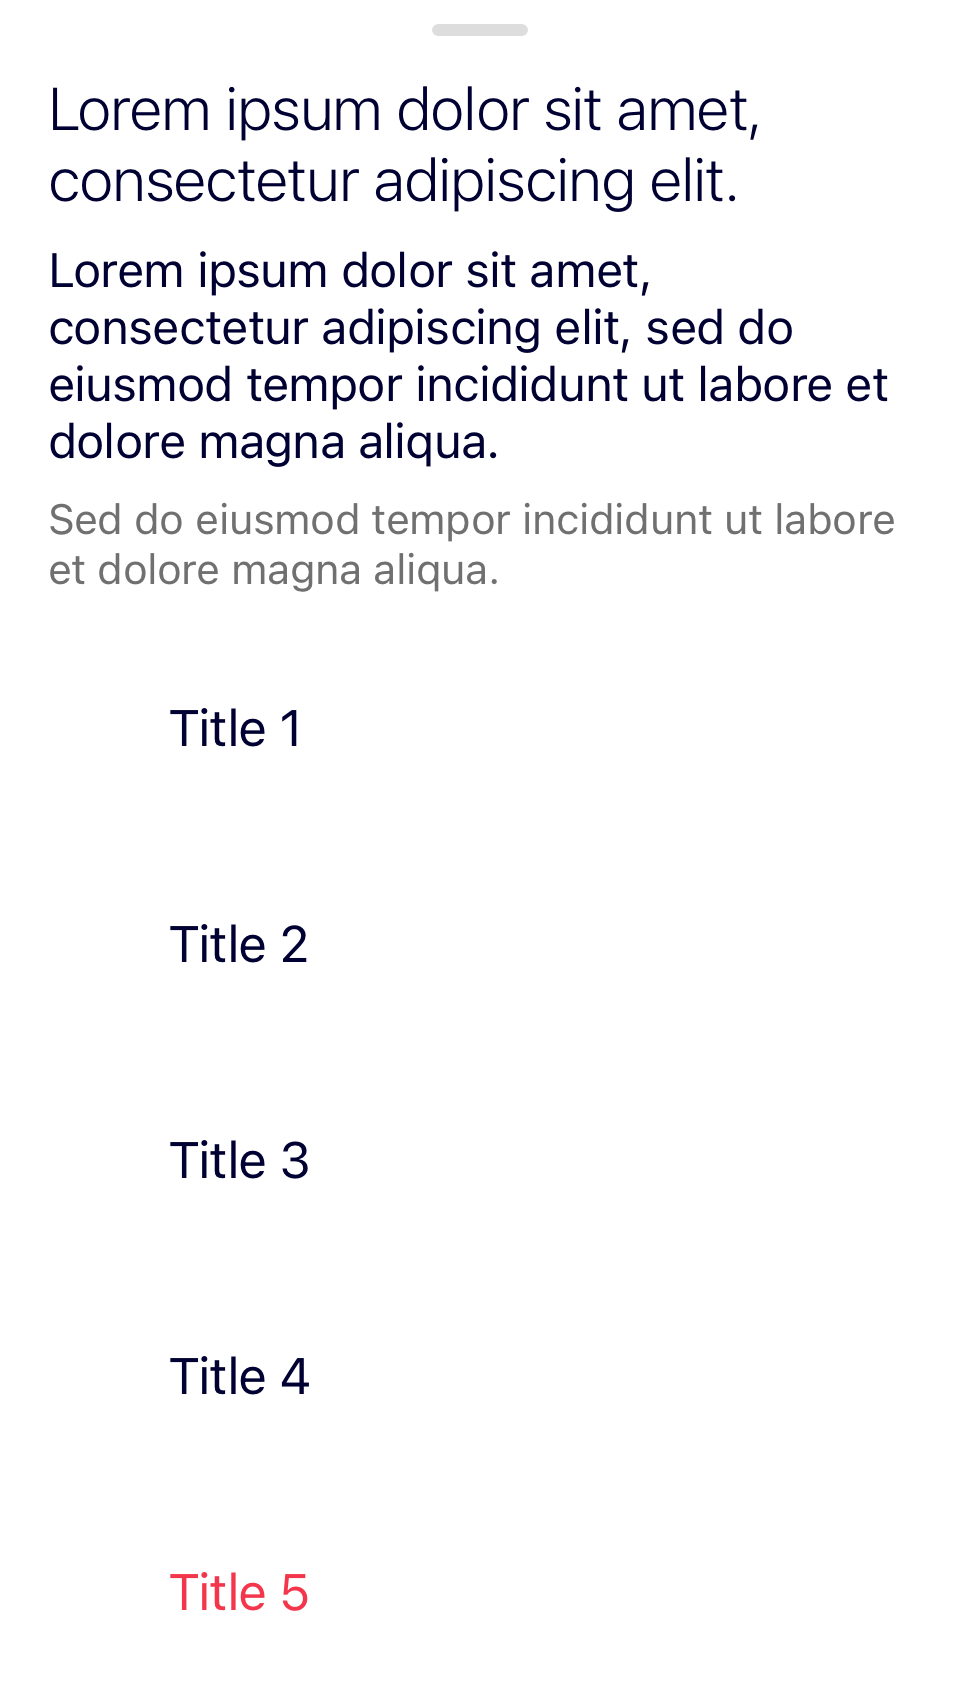 Lorem ipsum dolor sit amet,
consectetur adipiscing elit.
Lorem ipsum dolor sit amet,
consectetur adipiscing elit, sed do
eiusmod tempor incididunt ut labore et
dolore magna aliqua.
Sed do eiusmod tempor incididunt ut labore
et dolore magna aliqua.
Title 1
Title 2
Title 3
Title 4
Title 5